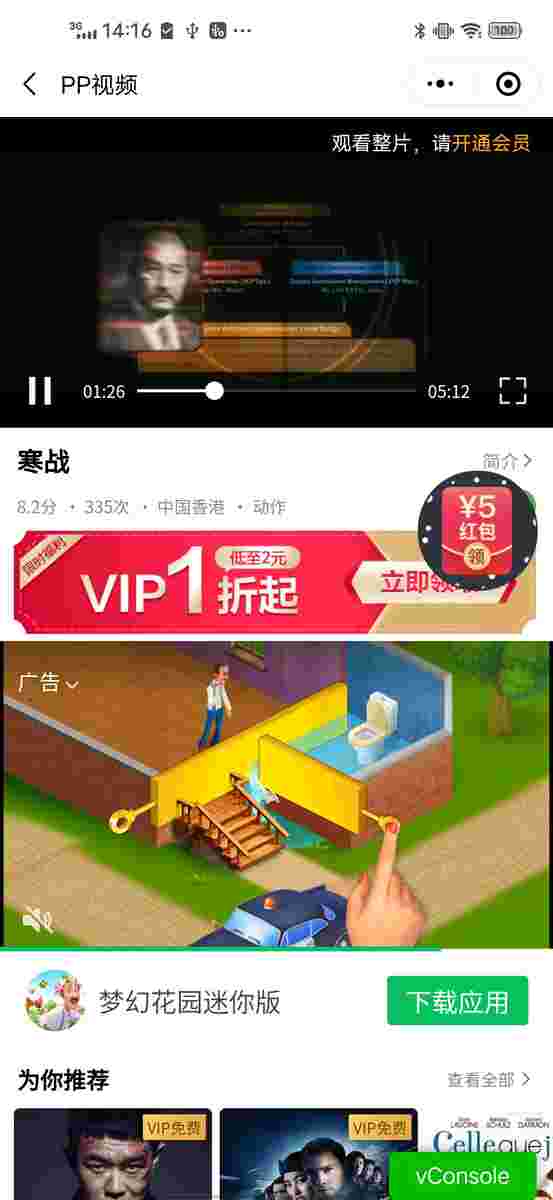 3G 14:16 100
PP视频
观看整片，请开通会员
01:26 05:12
寒战
简介
8.2分 · 335次 · 中国香港 · 动作
¥5
红包
领
限时福利
VIP1折起
低至2元
立即领
广告
梦幻花园迷你版
下载应用
为你推荐
查看全部
VIP免费
VIP免费
vConsole